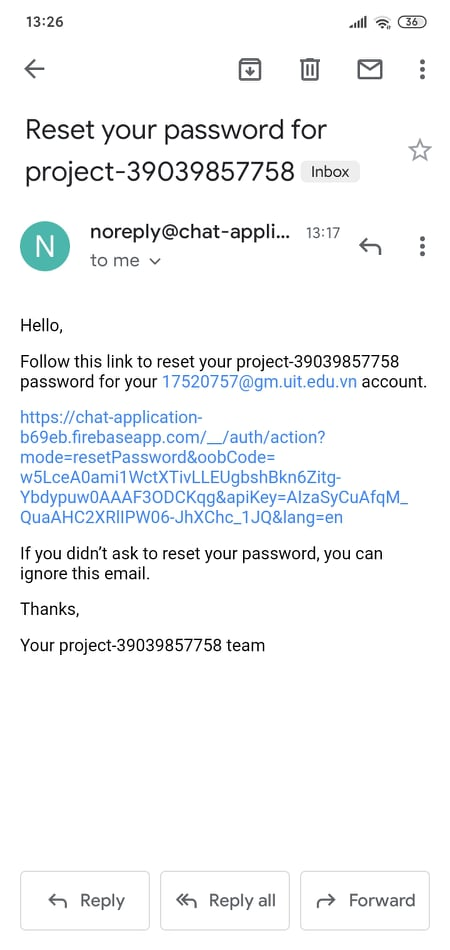 13:26
36
Reset your password for
project-39039857758 Inbox
N
noreply@chat-appli... 13:17
to me
Hello,
Follow this link to reset your project-39039857758
password for your 17520757@gm.uit.edu.vn account.
https://chat-application-
b69eb.firebaseapp.com/__/auth/action?
mode=resetPassword&oobCode=
w5LceA0ami1WctXTivLLEUgbshBkn6Zitg-
Ybdypuw0AAAF3ODCKqg&apiKey=AIzaSyCuAfqM_
QuaAHC2XRlIPW06-JhXChc_1JQ&lang=en
If you didn’t ask to reset your password, you can
ignore this email.
Thanks,
Your project-39039857758 team
Reply
Reply all
Forward